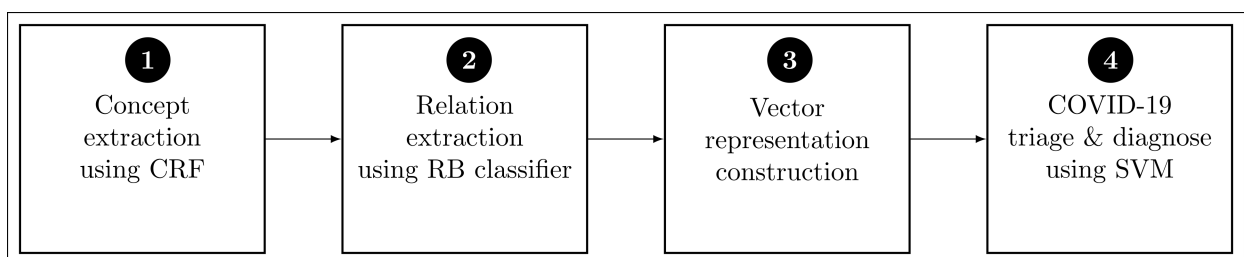 1
Concept
extraction
using CRF
2
Relation
extraction
using RB classifier
3
Vector
representation
construction
4
COVID-19
triage & diagnose
using SVM